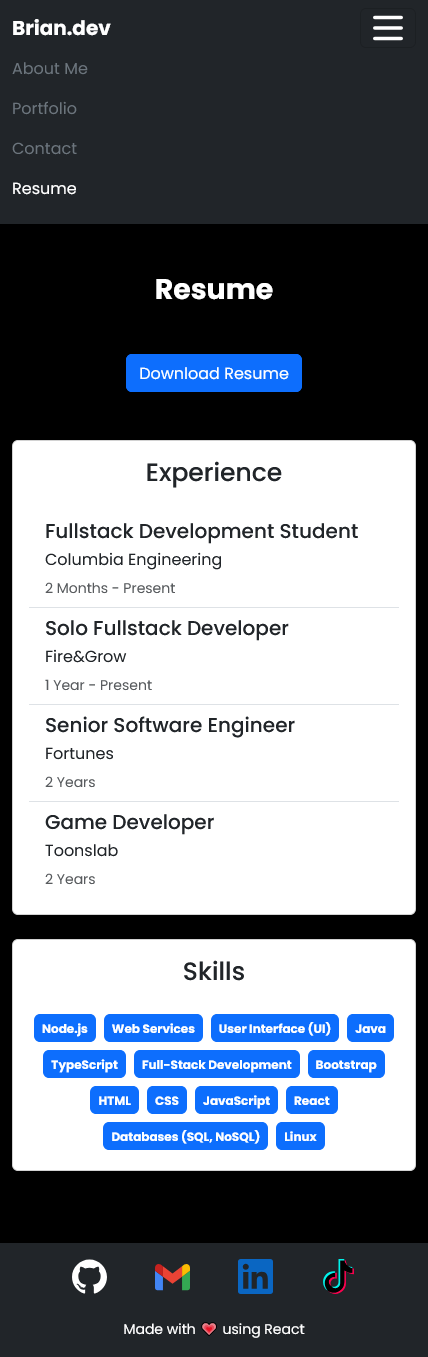 Brian.dev
About Me
Portfolio
Contact
Resume
Resume
Download Resume
Experience
Fullstack Development Student
Columbia Engineering
2 Months - Present
Solo Fullstack Developer
Fire&Grow
1 Year - Present
Senior Software Engineer
Fortunes
2 Years
Game Developer
Toonslab
2 Years
Skills
Node.js Web Services User Interface (UI) Java
TypeScript Full-Stack Development Bootstrap
HTML CSS JavaScript React
Databases (SQL, NoSQL) Linux
in
Made with ❤️ using React